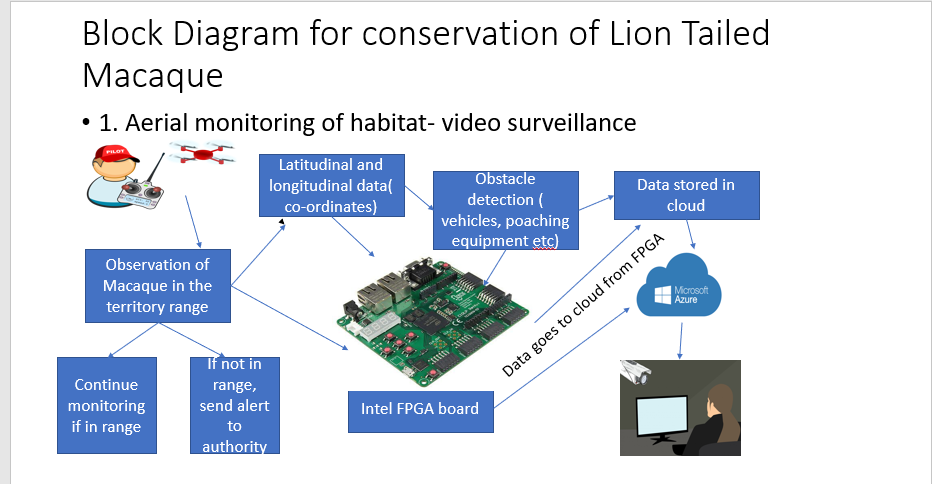 Block Diagram for conservation of Lion Tailed
Macaque
• 1. Aerial monitoring of habitat- video surveillance
PILOT
Latitudinal and
longitudinal data(
co-ordinates)
Obstacle
detection (
vehicles, poaching
equipment etc)
Data stored in
cloud
Observation of
Macaque in the
territory range
Data goes to cloud from FPGA
Microsoft
Azure
Continue
monitoring
if in range
If not in
range,
send alert
to
authority
Intel FPGA board